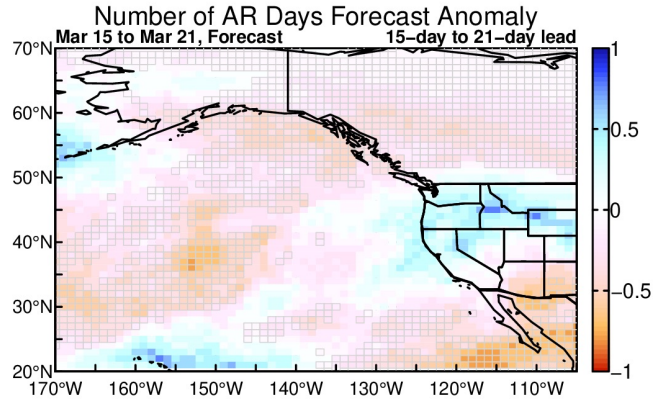 Number of AR Days Forecast Anomaly
Mar 15 to Mar 21, Forecast 15-day to 21-day lead
70°N
60°N
50°N
40°N
30°N
20°N
170°W 160°W 150°W 140°W 130°W 120°W 110°W
1
0.5
0
-0.5
-1